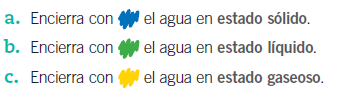 a. Encierra con el agua en estado sólido.
b. Encierra con el agua en estado líquido.
c. Encierra con el agua en estado gaseoso.